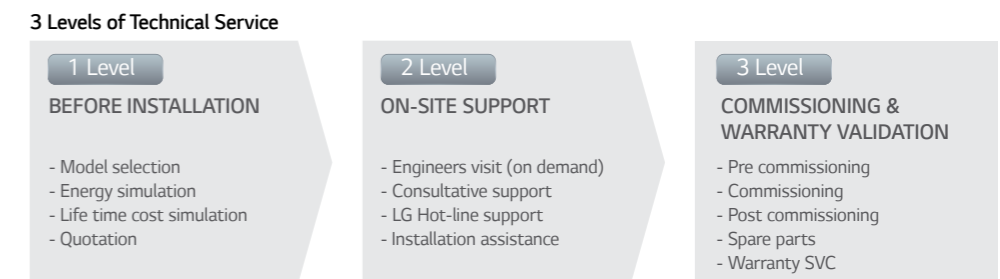 3 Levels of Technical Service
1 Level
BEFORE INSTALLATION
- Model selection
- Energy simulation
- Life time cost simulation
- Quotation
2 Level
ON-SITE SUPPORT
- Engineers visit (on demand)
- Consultative support
- LG Hot-line support
- Installation assistance
3 Level
COMMISSIONING &
WARRANTY VALIDATION
- Pre commissioning
- Commissioning
- Post commissioning
- Spare parts
- Warranty SVC